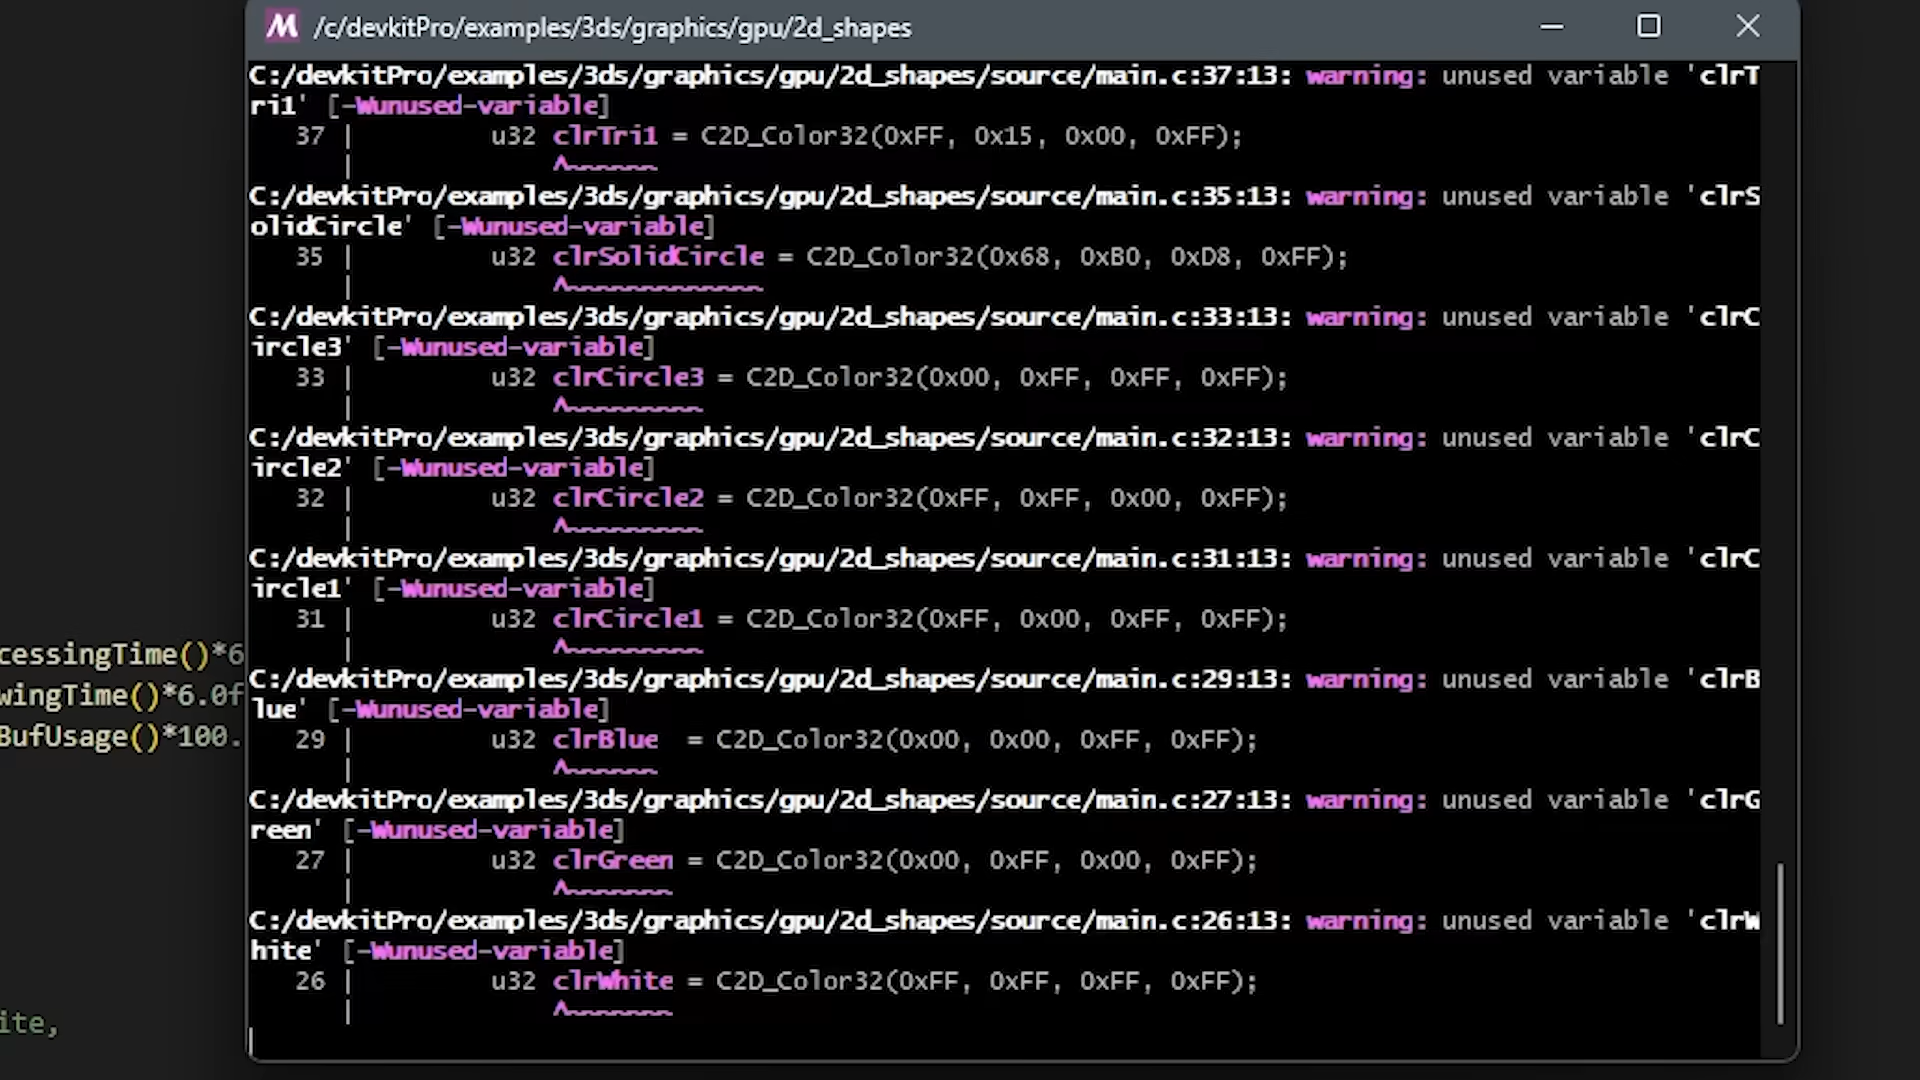 /c/devkitPro/examples/3ds/graphics/gpu/2d_shapes
C:/devkitPro/examples/3ds/graphics/gpu/2d_shapes/source/main.c:37:13: warning: unused variable 'clrT
ri1' [-Wunused-variable]
37 |         u32 clrTri1 = C2D_Color32(0xFF, 0x15, 0x00, 0xFF);
|             ^~~~~~~
C:/devkitPro/examples/3ds/graphics/gpu/2d_shapes/source/main.c:35:13: warning: unused variable 'clrS
olidCircle' [-Wunused-variable]
35 |         u32 clrSolidCircle = C2D_Color32(0x68, 0xB0, 0xD8, 0xFF);
|             ^~~~~~~~~~~~~~
C:/devkitPro/examples/3ds/graphics/gpu/2d_shapes/source/main.c:33:13: warning: unused variable 'clrC
ircle3' [-Wunused-variable]
33 |         u32 clrCircle3 = C2D_Color32(0x00, 0xFF, 0xFF, 0xFF);
|             ^~~~~~~~~~
C:/devkitPro/examples/3ds/graphics/gpu/2d_shapes/source/main.c:32:13: warning: unused variable 'clrC
ircle2' [-Wunused-variable]
32 |         u32 clrCircle2 = C2D_Color32(0xFF, 0xFF, 0x00, 0xFF);
|             ^~~~~~~~~~
C:/devkitPro/examples/3ds/graphics/gpu/2d_shapes/source/main.c:31:13: warning: unused variable 'clrC
ircle1' [-Wunused-variable]
31 |         u32 clrCircle1 = C2D_Color32(0xFF, 0x00, 0xFF, 0xFF);
|             ^~~~~~~~~~
cessingTime()*6
C:/devkitPro/examples/3ds/graphics/gpu/2d_shapes/source/main.c:29:13: warning: unused variable 'clrB
wingTime()*6.0f
lue' [-Wunused-variable]
BufUsage()*100.
29 |         u32 clrBlue  = C2D_Color32(0x00, 0x00, 0xFF, 0xFF);
|             ^~~~~~~
C:/devkitPro/examples/3ds/graphics/gpu/2d_shapes/source/main.c:27:13: warning: unused variable 'clrG
reen' [-Wunused-variable]
27 |         u32 clrGreen = C2D_Color32(0x00, 0xFF, 0x00, 0xFF);
|             ^~~~~~~~
C:/devkitPro/examples/3ds/graphics/gpu/2d_shapes/source/main.c:26:13: warning: unused variable 'clrW
hite' [-Wunused-variable]
26 |         u32 clrWhite = C2D_Color32(0xFF, 0xFF, 0xFF, 0xFF);
|             ^~~~~~~~
ite,